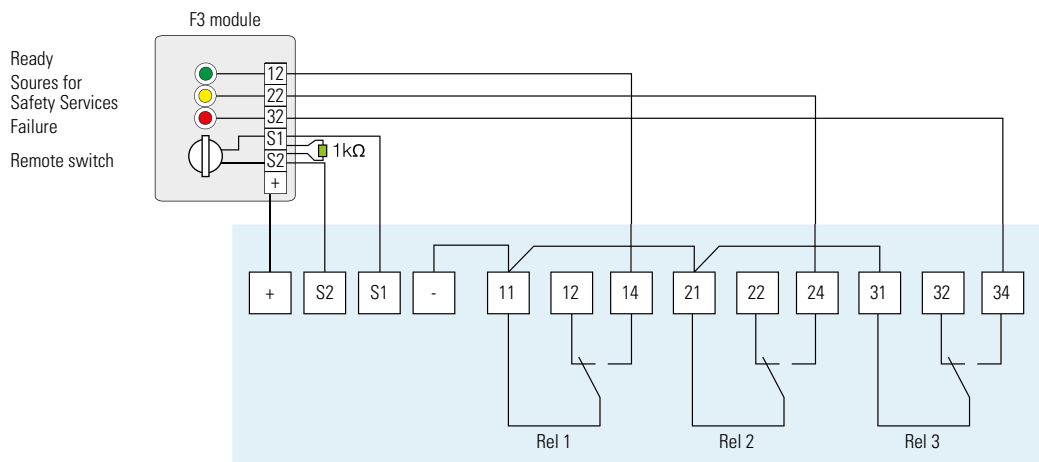 F3 module
Ready
Soures for
Safety Services
Failure
Remote switch
12
22
32
S1
S2
+
1kΩ
+ S2 S1 - 11 12 14 21 22 24 31 32 34
Rel 1 Rel 2 Rel 3